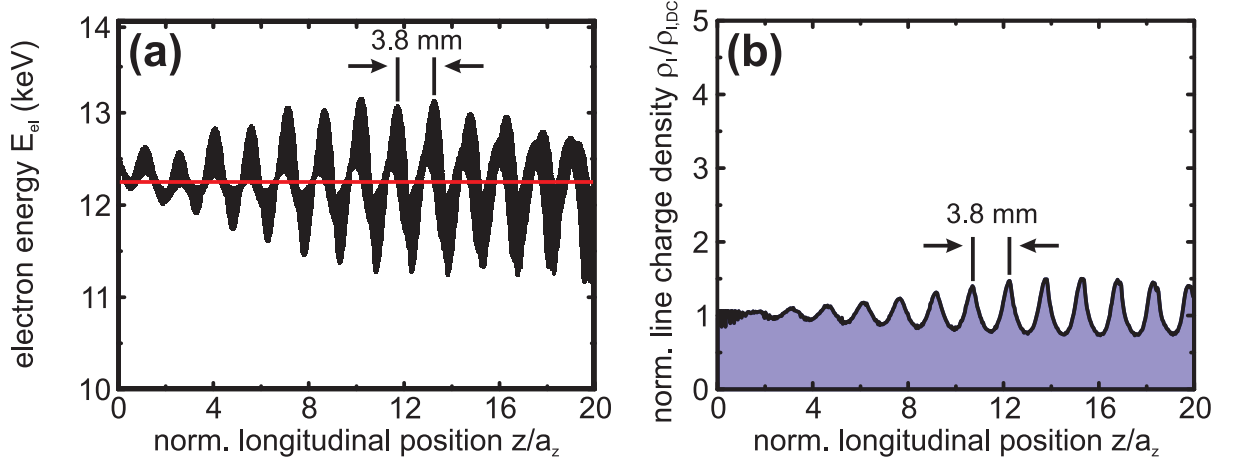 (a)
3.8 mm
electron energy E_el (keV)
14
13
12
11
10
0 4 8 12 16 20
norm. longitudinal position z/a_z
(b)
3.8 mm
norm. line charge density ρ_l/ρ_l,DC
5
4
3
2
1
0
0 4 8 12 16 20
norm. longitudinal position z/a_z